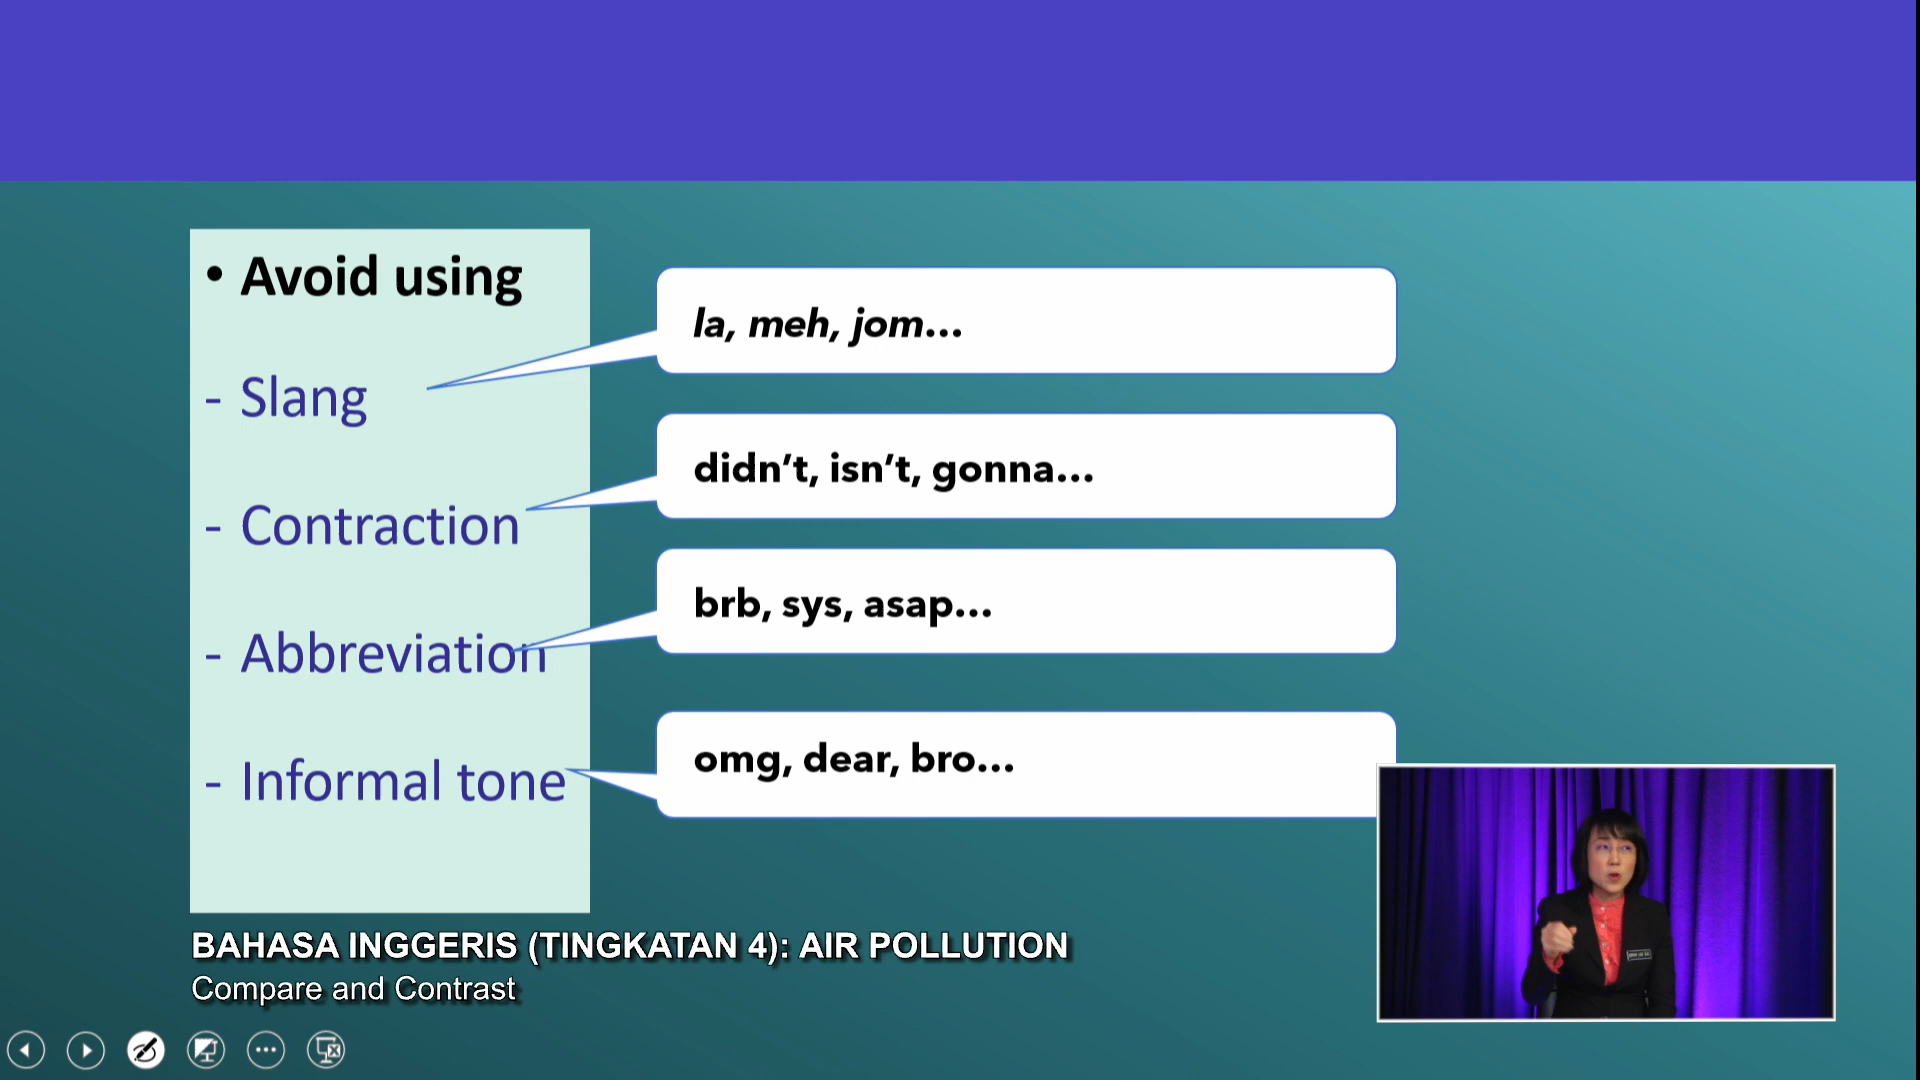 • Avoid using
- Slang
la, meh, jom...
- Contraction
didn’t, isn’t, gonna...
- Abbreviation
brb, sys, asap...
- Informal tone
omg, dear, bro...
BAHASA INGGERIS (TINGKATAN 4): AIR POLLUTION
Compare and Contrast